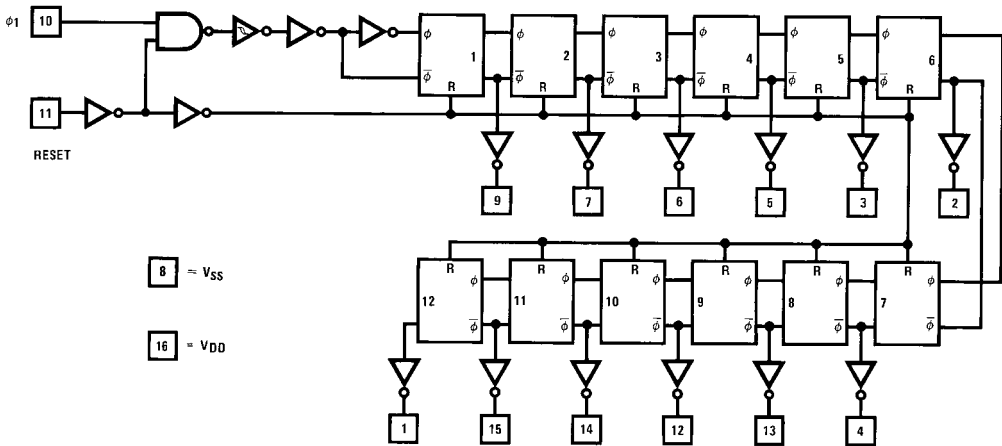 ϕ1 10
ϕ ϕ ϕ ϕ ϕ ϕ
1 2 3 4 5 6
ϕ̅ ϕ̅ ϕ̅ ϕ̅ ϕ̅ ϕ̅
R R R R R R
11
RESET
9 7 6 5 3 2
8 = VSS
R R R R R R
ϕ ϕ ϕ ϕ ϕ ϕ
12 11 10 9 8 7
ϕ̅ ϕ̅ ϕ̅ ϕ̅ ϕ̅ ϕ̅
16 = VDD
1 15 14 12 13 4